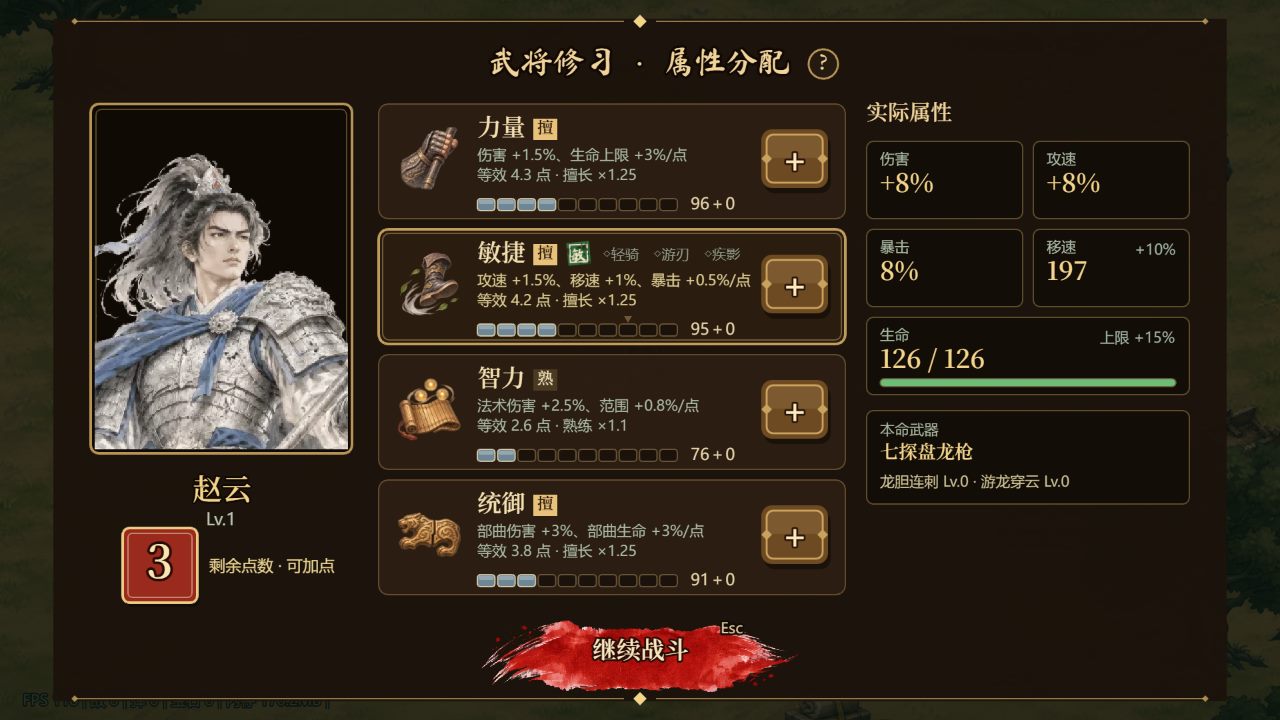 武将修习 · 属性分配 ?
赵云
Lv.1
3 剩余点数 · 可加点
力量 擅
伤害 +1.5%、生命上限 +3%/点
等效 4.3 点 · 擅长 ×1.25
96 + 0
+
敏捷 擅 敏 ◇轻骑 ◇游刃 ◇疾影
攻速 +1.5%、移速 +1%、暴击 +0.5%/点
等效 4.2 点 · 擅长 ×1.25
95 + 0
+
智力 熟
法术伤害 +2.5%、范围 +0.8%/点
等效 2.6 点 · 熟练 ×1.1
76 + 0
+
统御 擅
部曲伤害 +3%、部曲生命 +3%/点
等效 3.8 点 · 擅长 ×1.25
91 + 0
+
实际属性
伤害
+8%
攻速
+8%
暴击
8%
移速 +10%
197
生命 上限 +15%
126 / 126
本命武器
七探盘龙枪
龙胆连刺 Lv.0 · 游龙穿云 Lv.0
Esc
继续战斗
FPS